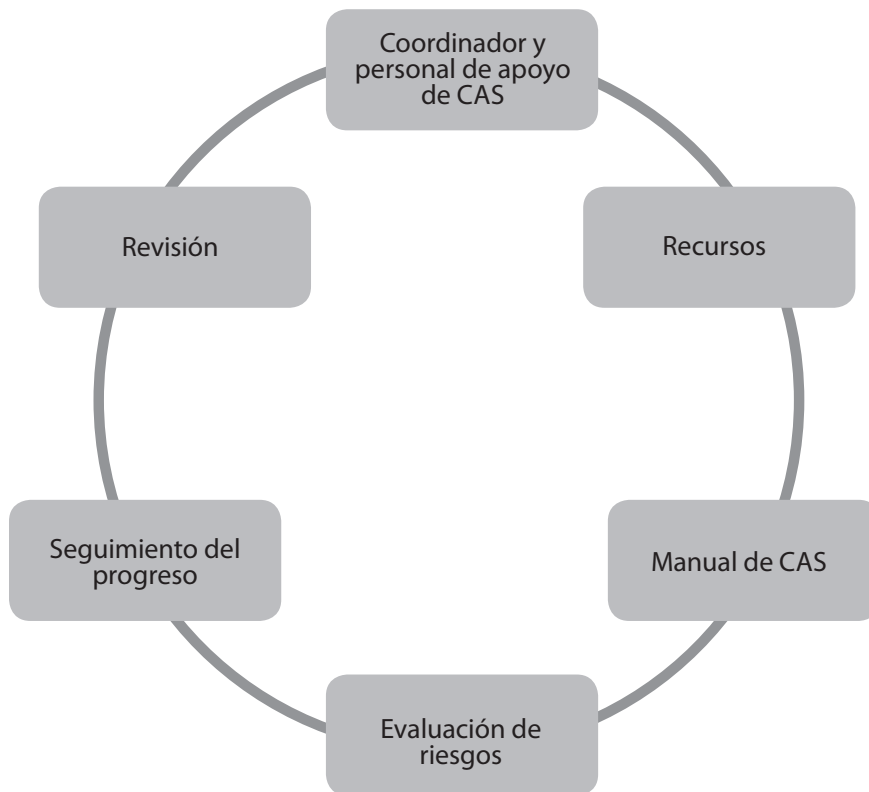 Coordinador y
personal de apoyo
de CAS
Recursos
Manual de CAS
Evaluación de
riesgos
Seguimiento del
progreso
Revisión